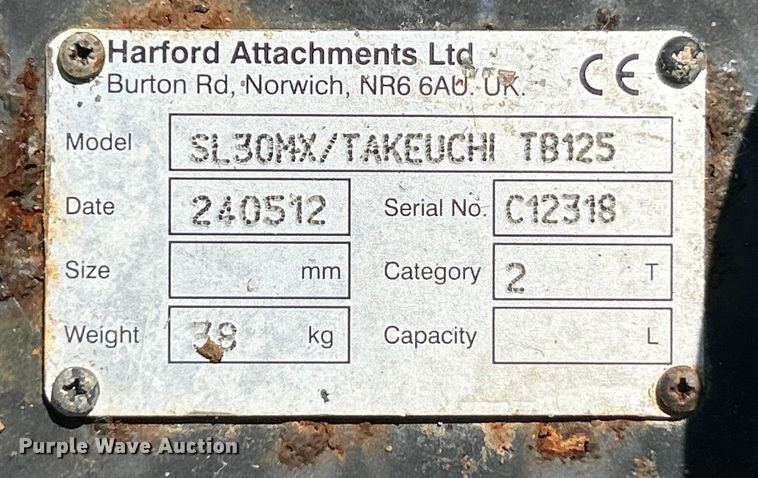 Harford Attachments Ltd
Burton Rd, Norwich, NR6 6AU. UK.
CE
Model SL30MX/TAKEUCHI TB125
Date 240512 Serial No. C12318
Size mm Category 2 T
Weight kg Capacity L
Purple Wave Auction